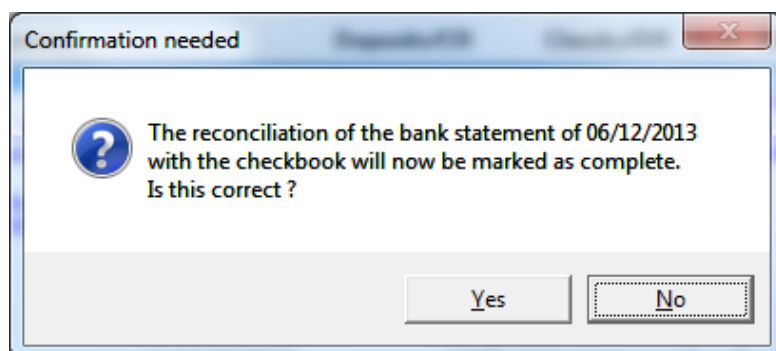 Confirmation needed
The reconciliation of the bank statement of 06/12/2013
with the checkbook will now be marked as complete.
Is this correct ?
Yes
No